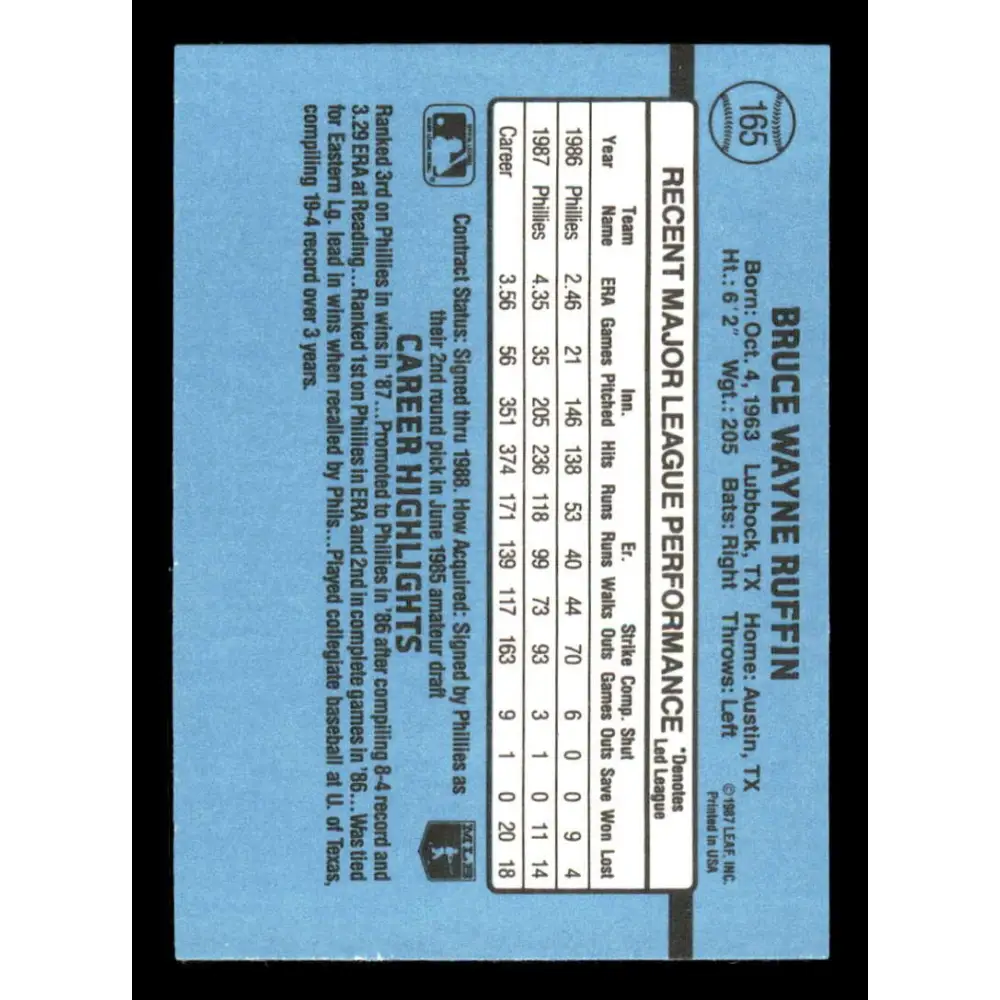 165
BRUCE WAYNE RUFFIN
Born: Oct. 4, 1963 Lubbock, TX Home: Austin, TX
Ht.: 6'2" Wgt.: 205 Bats: Right Throws: Left
©1987 LEAF, INC.
Printed in USA
RECENT MAJOR LEAGUE PERFORMANCE *Denotes Led League
Team Inn. Er. Strike Comp. Shut
Year Name ERA Games Pitched Hits Runs Runs Walks Outs Games Outs Save Won Lost
1986 Phillies 2.46 21 146 138 53 40 44 70 6 0 0 9 4
1987 Phillies 4.35 35 205 236 118 99 73 93 3 1 0 11 14
Career 3.56 56 351 374 171 139 117 163 9 1 0 20 18
Contract Status: Signed thru 1988. How Acquired: Signed by Phillies as
their 2nd round pick in June 1985 amateur draft
MLB
CAREER HIGHLIGHTS
Ranked 3rd on Phillies in wins in '87...Promoted to Phillies in '86 after compiling 8-4 record and
3.29 ERA at Reading...Ranked 1st on Phillies in ERA and 2nd in complete games in '86...Was tied
for Eastern Lg. lead in wins when recalled by Phils...Played collegiate baseball at U. of Texas,
compiling 19-4 record over 3 years.